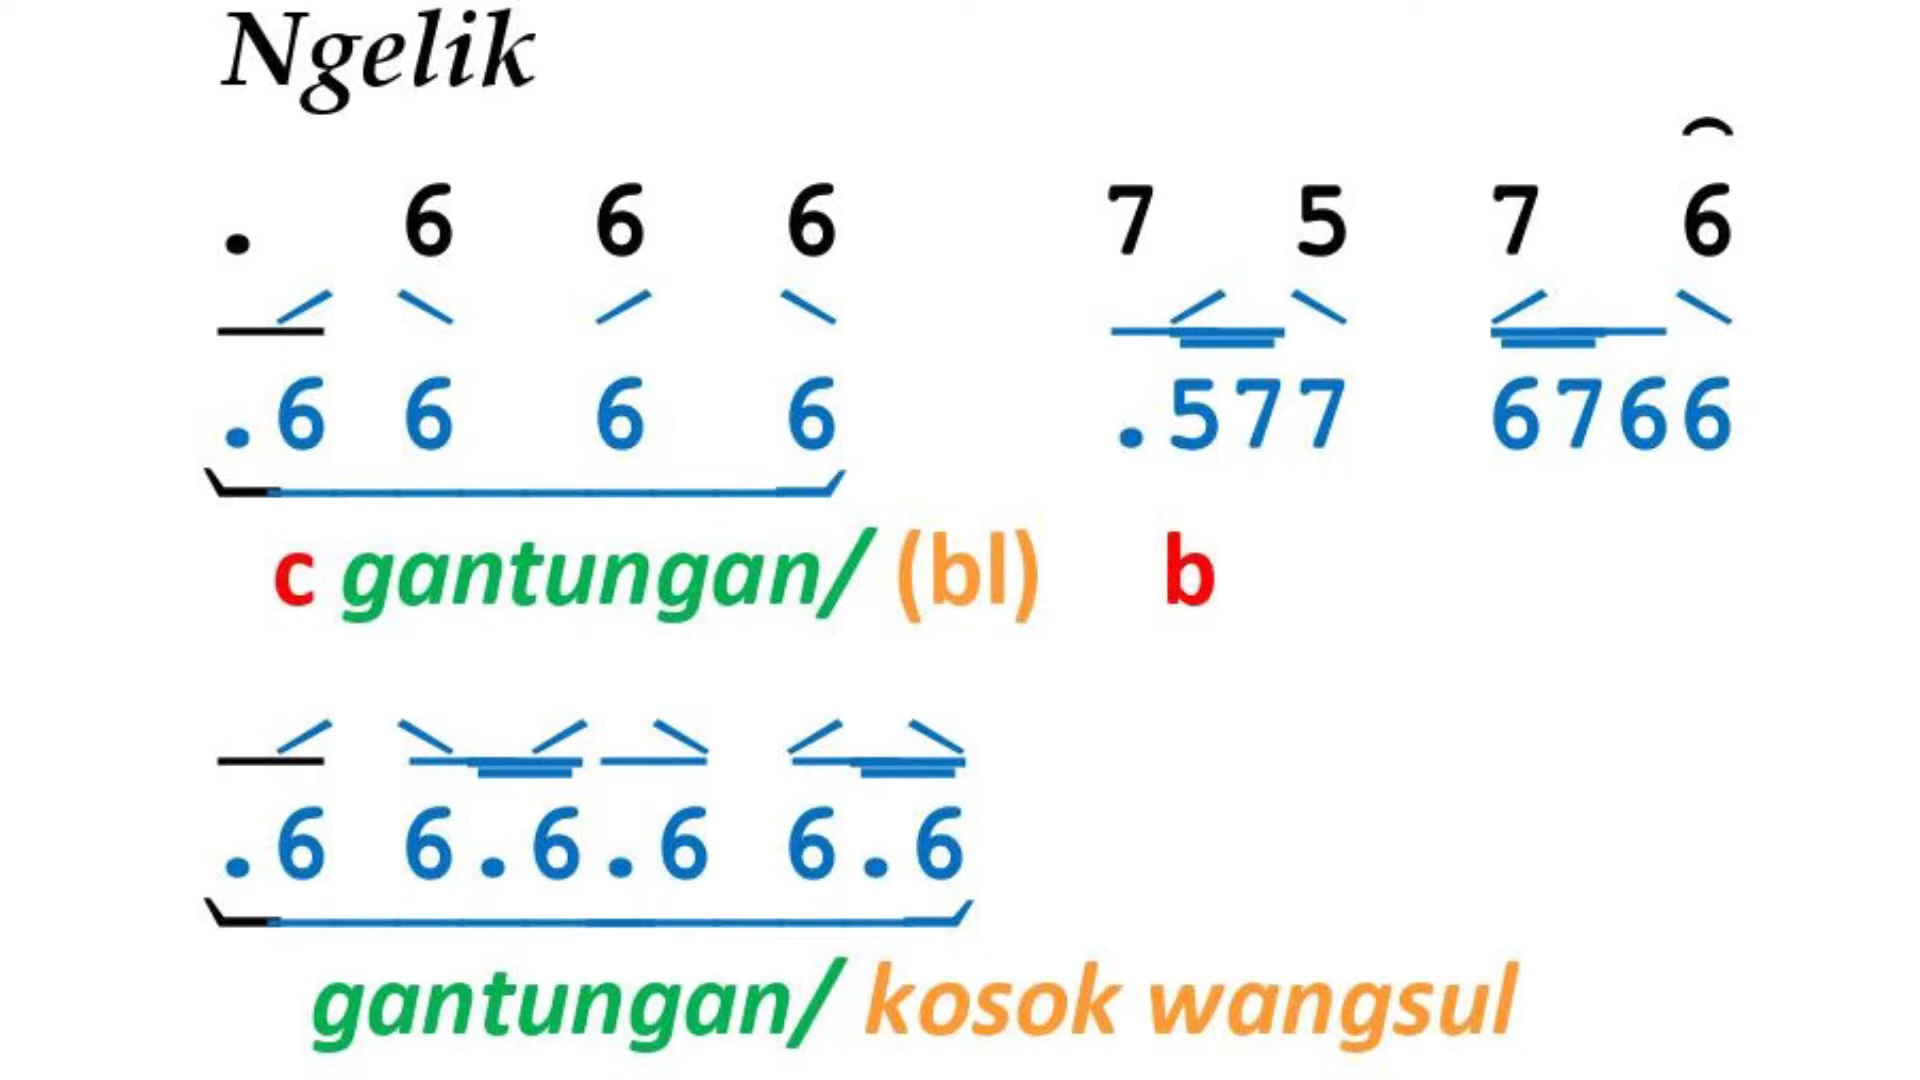 Ngelik
. 6 6 6 7 5 7 6
.6 6 6 6 .577 6766
c gantungan/ (bl) b
.6 6.6.6 6.6
gantungan/ kosok wangsul